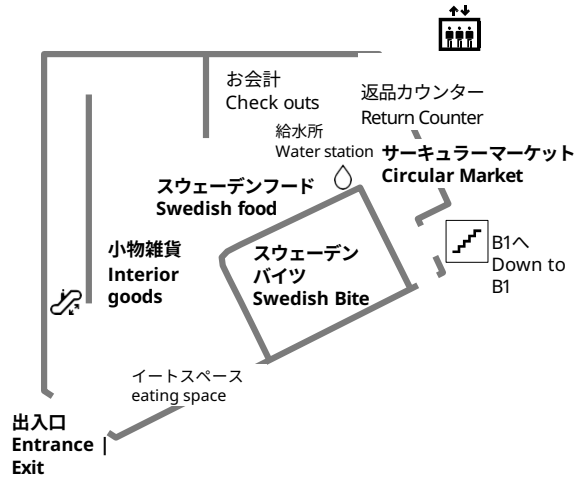 お会計
Check outs
返品カウンター
Return Counter
給水所
Water station
サーキュラーマーケット
Circular Market
スウェーデンフード
Swedish food
小物雑貨
Interior
goods
スウェーデン
バイツ
Swedish Bite
B1へ
Down to
B1
イートスペース
eating space
出入口
Entrance |
Exit